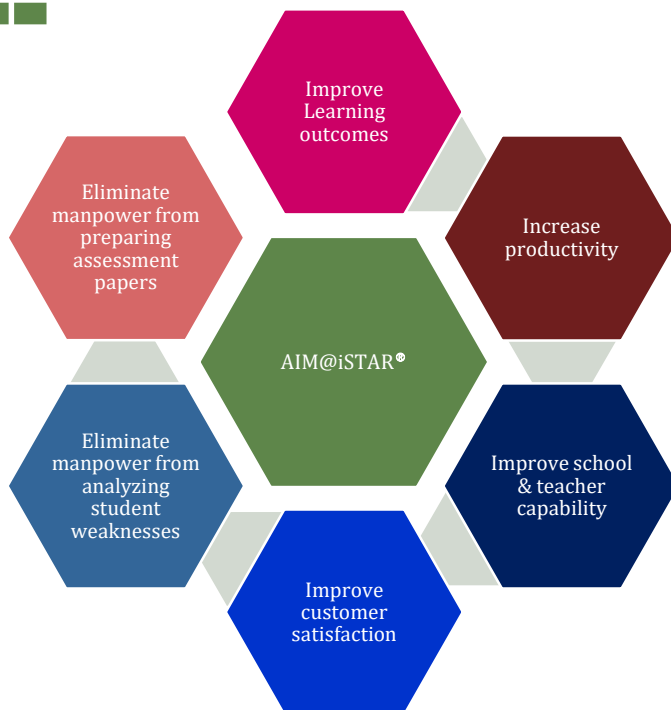 Improve
Learning
outcomes
Eliminate
manpower from
preparing
assessment
papers
Increase
productivity
AIM@iSTAR®
Eliminate
manpower from
analyzing
student
weaknesses
Improve school
& teacher
capability
Improve
customer
satisfaction